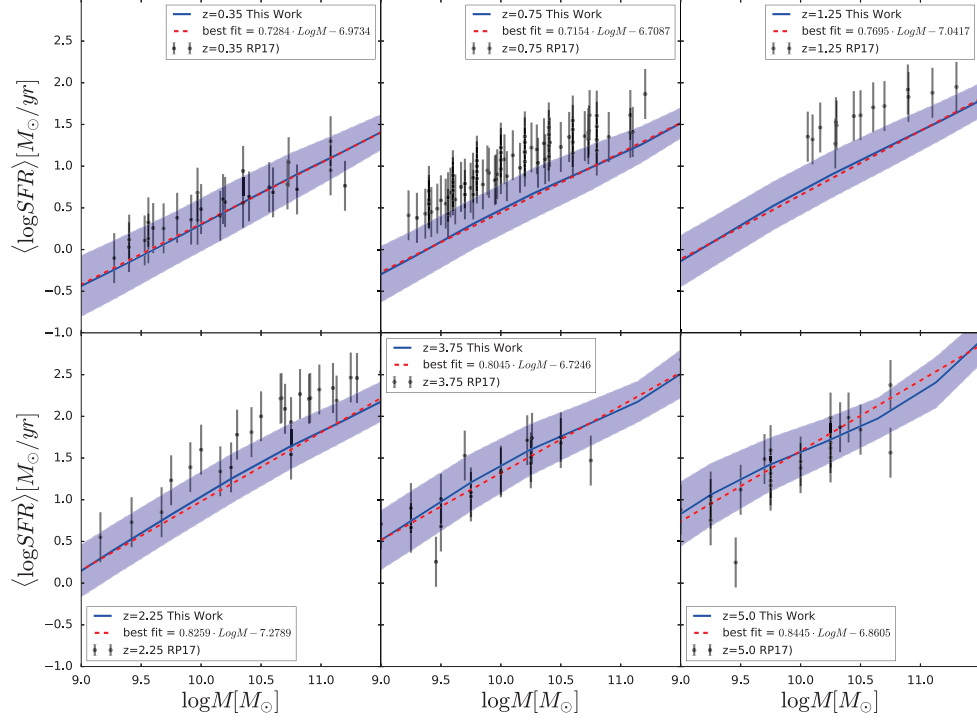 z=0.35 This Work
best fit = 0.7284 · LogM − 6.9734
z=0.35 RP17)
z=0.75 This Work
best fit = 0.7154 · LogM − 6.7087
z=0.75 RP17)
z=1.25 This Work
best fit = 0.7695 · LogM − 7.0417
z=1.25 RP17)
2.5
2.0
1.5
1.0
0.5
0.0
−0.5
−1.0
⟨logSFR⟩[M⊙/yr]
z=2.25 This Work
best fit = 0.8259 · LogM − 7.2789
z=2.25 RP17)
z=3.75 This Work
best fit = 0.8045 · LogM − 6.7246
z=3.75 RP17)
z=5.0 This Work
best fit = 0.8445 · LogM − 6.8605
z=5.0 RP17)
2.5
2.0
1.5
1.0
0.5
0.0
−0.5
−1.0
⟨logSFR⟩[M⊙/yr]
9.0 9.5 10.0 10.5 11.0 9.0 9.5 10.0 10.5 11.0 9.0 9.5 10.0 10.5 11.0
logM[M⊙] logM[M⊙] logM[M⊙]